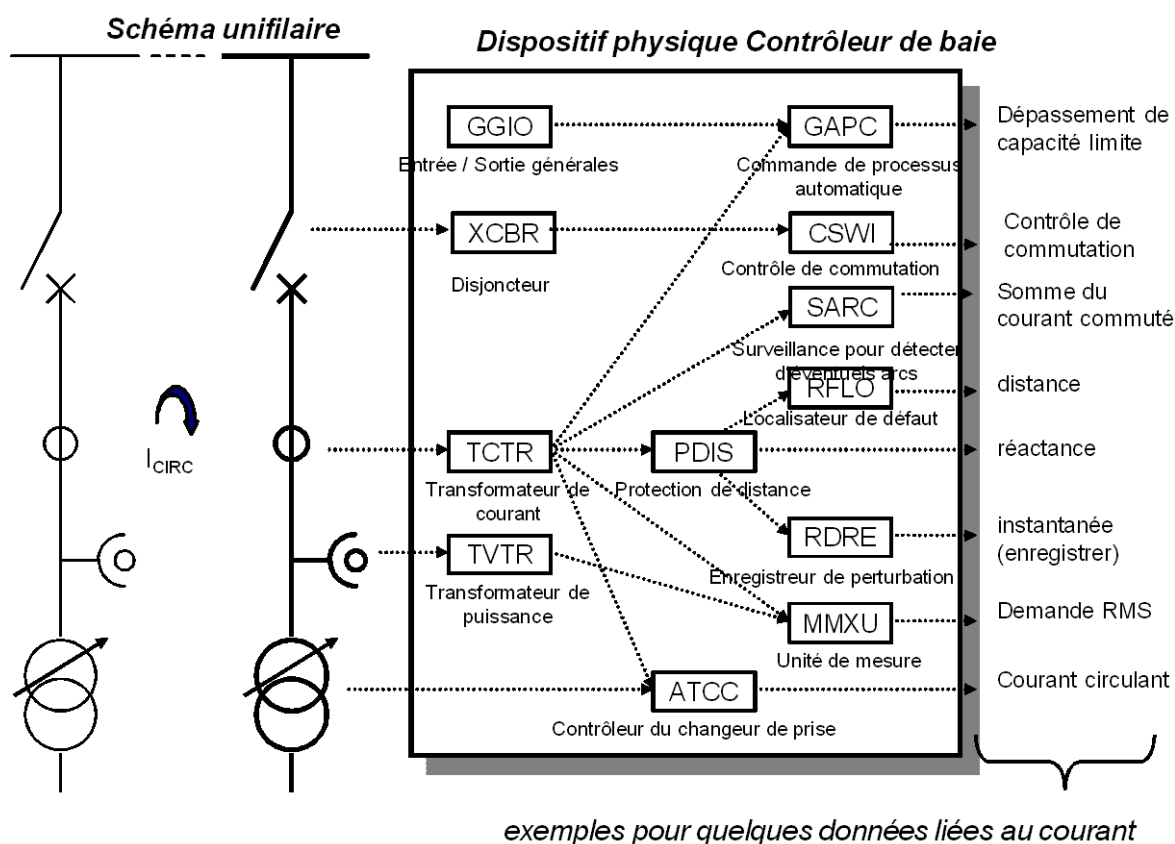 Schéma unifilaire
Dispositif physique Contrôleur de baie
GGIO
Entrée / Sortie générales
GAPC
Commande de processus
automatique
Dépassement de
capacité limite
XCBR
Disjoncteur
CSWI
Contrôle de commutation
Contrôle de
commutation
SARC
Surveillance pour détecter
d'éventuels arcs
Somme du
courant commuté
RFLO
Localisateur de défaut
distance
I CIRC
TCTR
Transformateur de
courant
PDIS
Protection de distance
réactance
TVTR
Transformateur de
puissance
RDRE
Enregistreur de perturbation
instantanée
(enregistrer)
MMXU
Unité de mesure
Demande RMS
ATCC
Contrôleur du changeur de prise
Courant circulant
exemples pour quelques données liées au courant